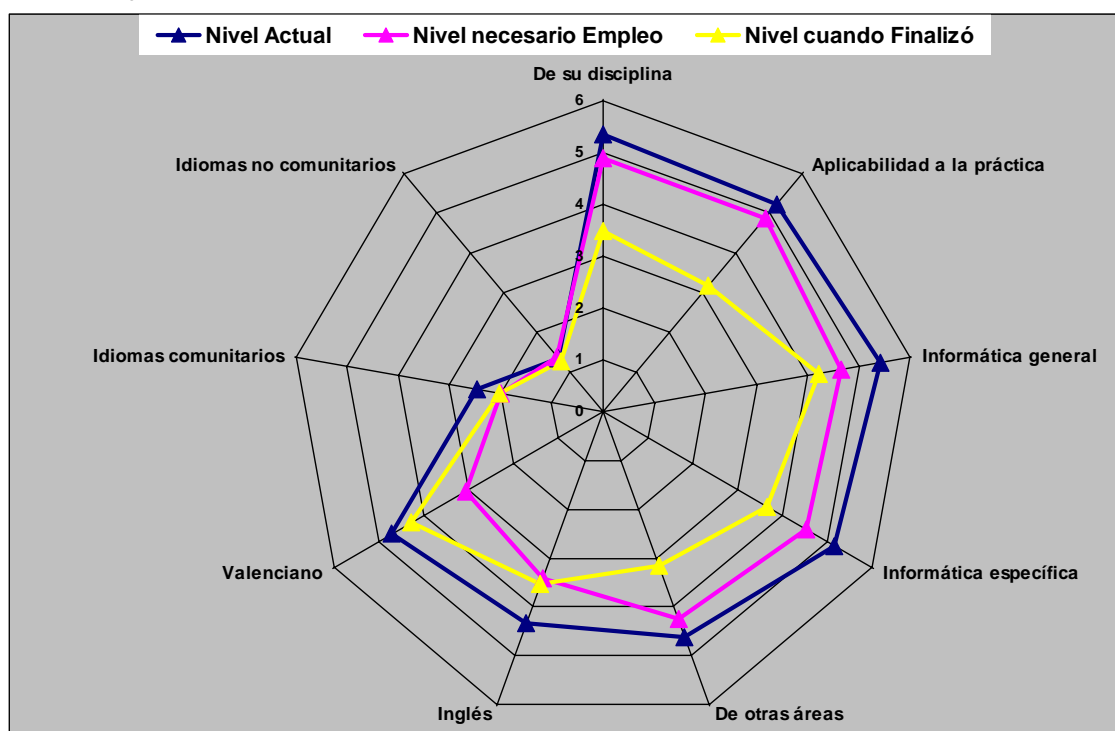 Nivel Actual Nivel necesario Empleo Nivel cuando Finalizó
De su disciplina
6
Idiomas no comunitarios
Aplicabilidad a la práctica
5
4
3
2
Idiomas comunitarios
Informática general
1
0
Valenciano
Informática específica
Inglés
De otras áreas